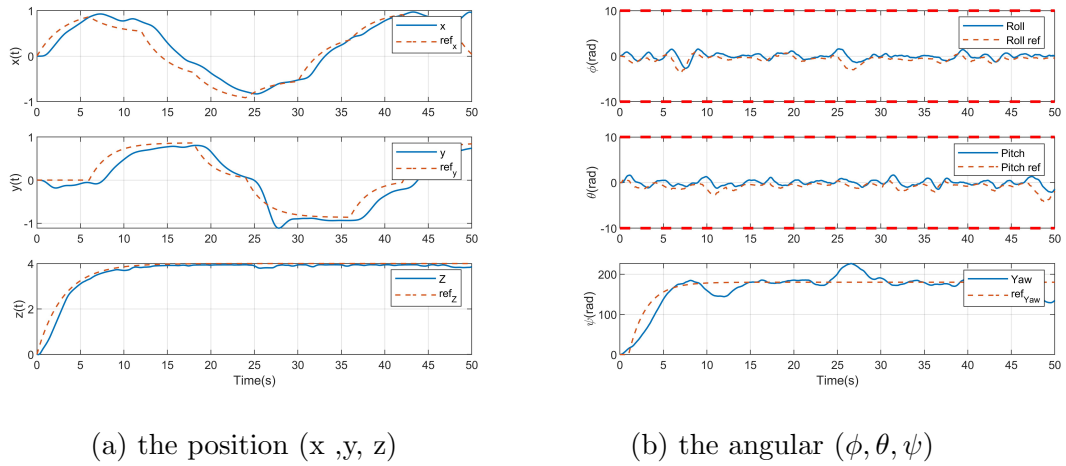 1
0
-1
x(t)
x
ref_x
0 5 10 15 20 25 30 35 40 45 50
1
0
-1
y(t)
y
ref_y
0 5 10 15 20 25 30 35 40 45 50
4
2
0
z(t)
Z
ref_Z
0 5 10 15 20 25 30 35 40 45 50
Time(s)
(a) the position (x ,y, z)
10
0
-10
ϕ(rad)
Roll
Roll ref
0 5 10 15 20 25 30 35 40 45 50
10
0
-10
θ(rad)
Pitch
Pitch ref
0 5 10 15 20 25 30 35 40 45 50
200
100
0
ψ(rad)
Yaw
ref_Yaw
0 5 10 15 20 25 30 35 40 45 50
Time(s)
(b) the angular (ϕ, θ, ψ)